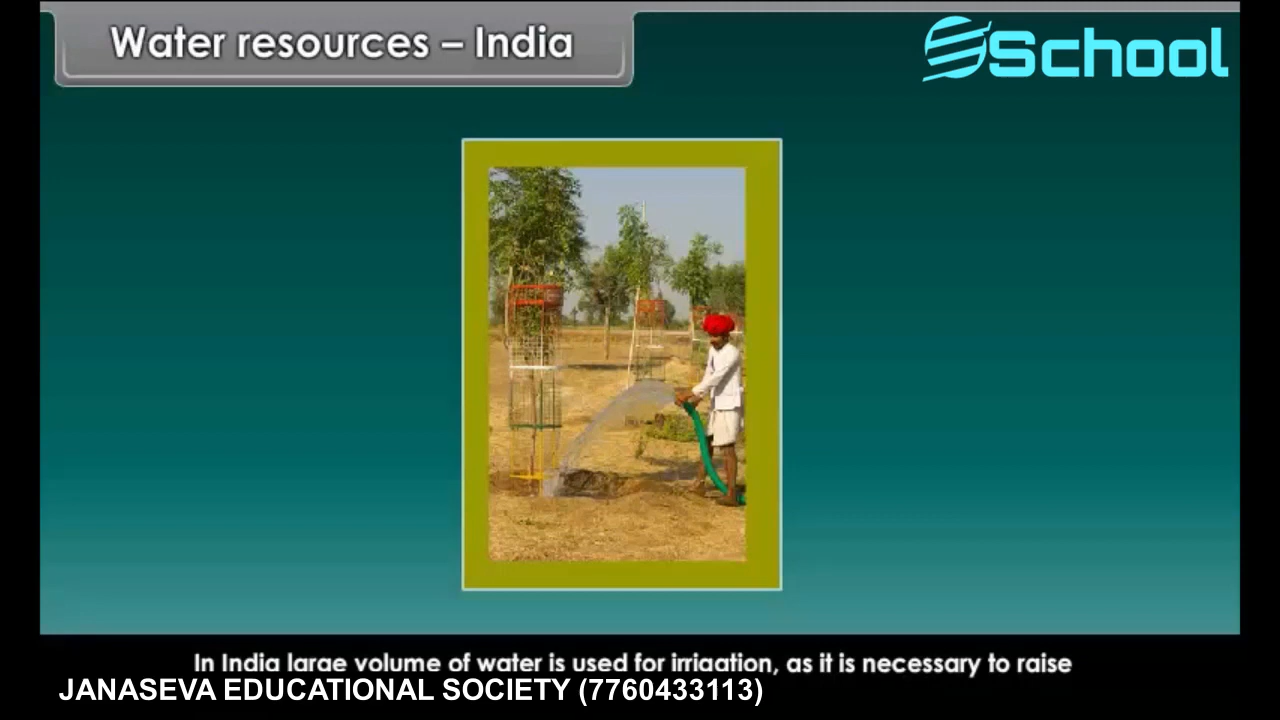 Water resources – India
School
In India large volume of water is used for irrigation, as it is necessary to raise
JANASEVA EDUCATIONAL SOCIETY (7760433113)